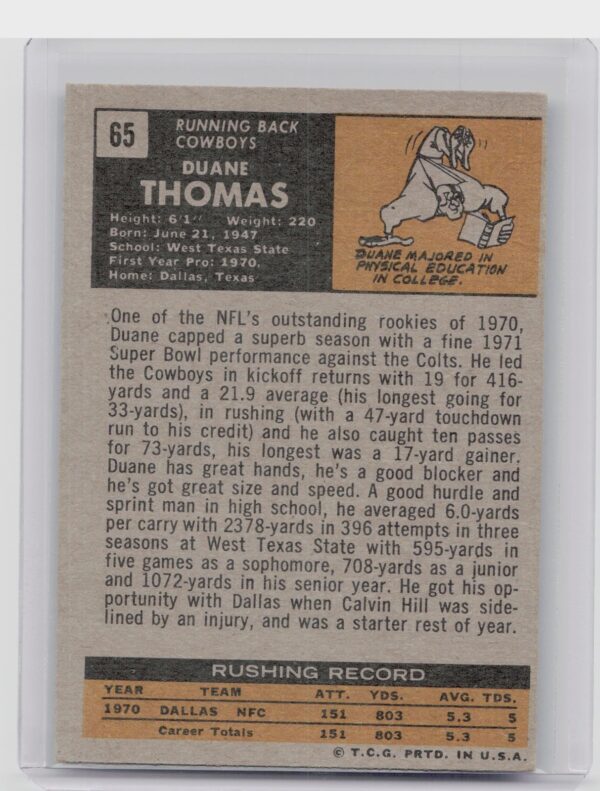 65
RUNNING BACK
COWBOYS
DUANE
THOMAS
Height: 6'1" Weight: 220
Born: June 21, 1947
School: West Texas State
First Year Pro: 1970.
Home: Dallas, Texas
DUANE MAJORED IN
PHYSICAL EDUCATION
IN COLLEGE.
One of the NFL's outstanding rookies of 1970,
Duane capped a superb season with a fine 1971
Super Bowl performance against the Colts. He led
the Cowboys in kickoff returns with 19 for 416-
yards and a 21.9 average (his longest going for
33-yards), in rushing (with a 47-yard touchdown
run to his credit) and he also caught ten passes
for 73-yards, his longest was a 17-yard gainer.
Duane has great hands, he's a good blocker and
he's got great size and speed. A good hurdle and
sprint man in high school, he averaged 6.0-yards
per carry with 2378-yards in 396 attempts in three
seasons at West Texas State with 595-yards in
five games as a sophomore, 708-yards as a junior
and 1072-yards in his senior year. He got his op-
portunity with Dallas when Calvin Hill was side-
lined by an injury, and was a starter rest of year.
RUSHING RECORD
YEAR TEAM ATT. YDS. AVG. TDS.
1970 DALLAS NFC 151 803 5.3 5
Career Totals 151 803 5.3 5
© T.C.G. PRTD. IN U.S.A.